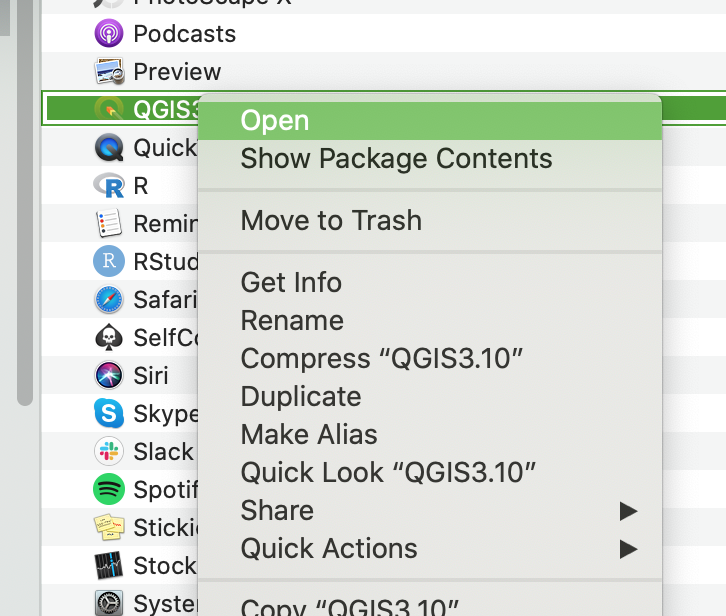 PhotoScape X
Podcasts
Preview
QGIS3
Quick
R
Remin
RStud
Safari
SelfCo
Siri
Skype
Slack
Spotif
Stickie
Stock
System
Open
Show Package Contents
Move to Trash
Get Info
Rename
Compress “QGIS3.10”
Duplicate
Make Alias
Quick Look “QGIS3.10”
Share
Quick Actions
Copy “QGIS3.10”